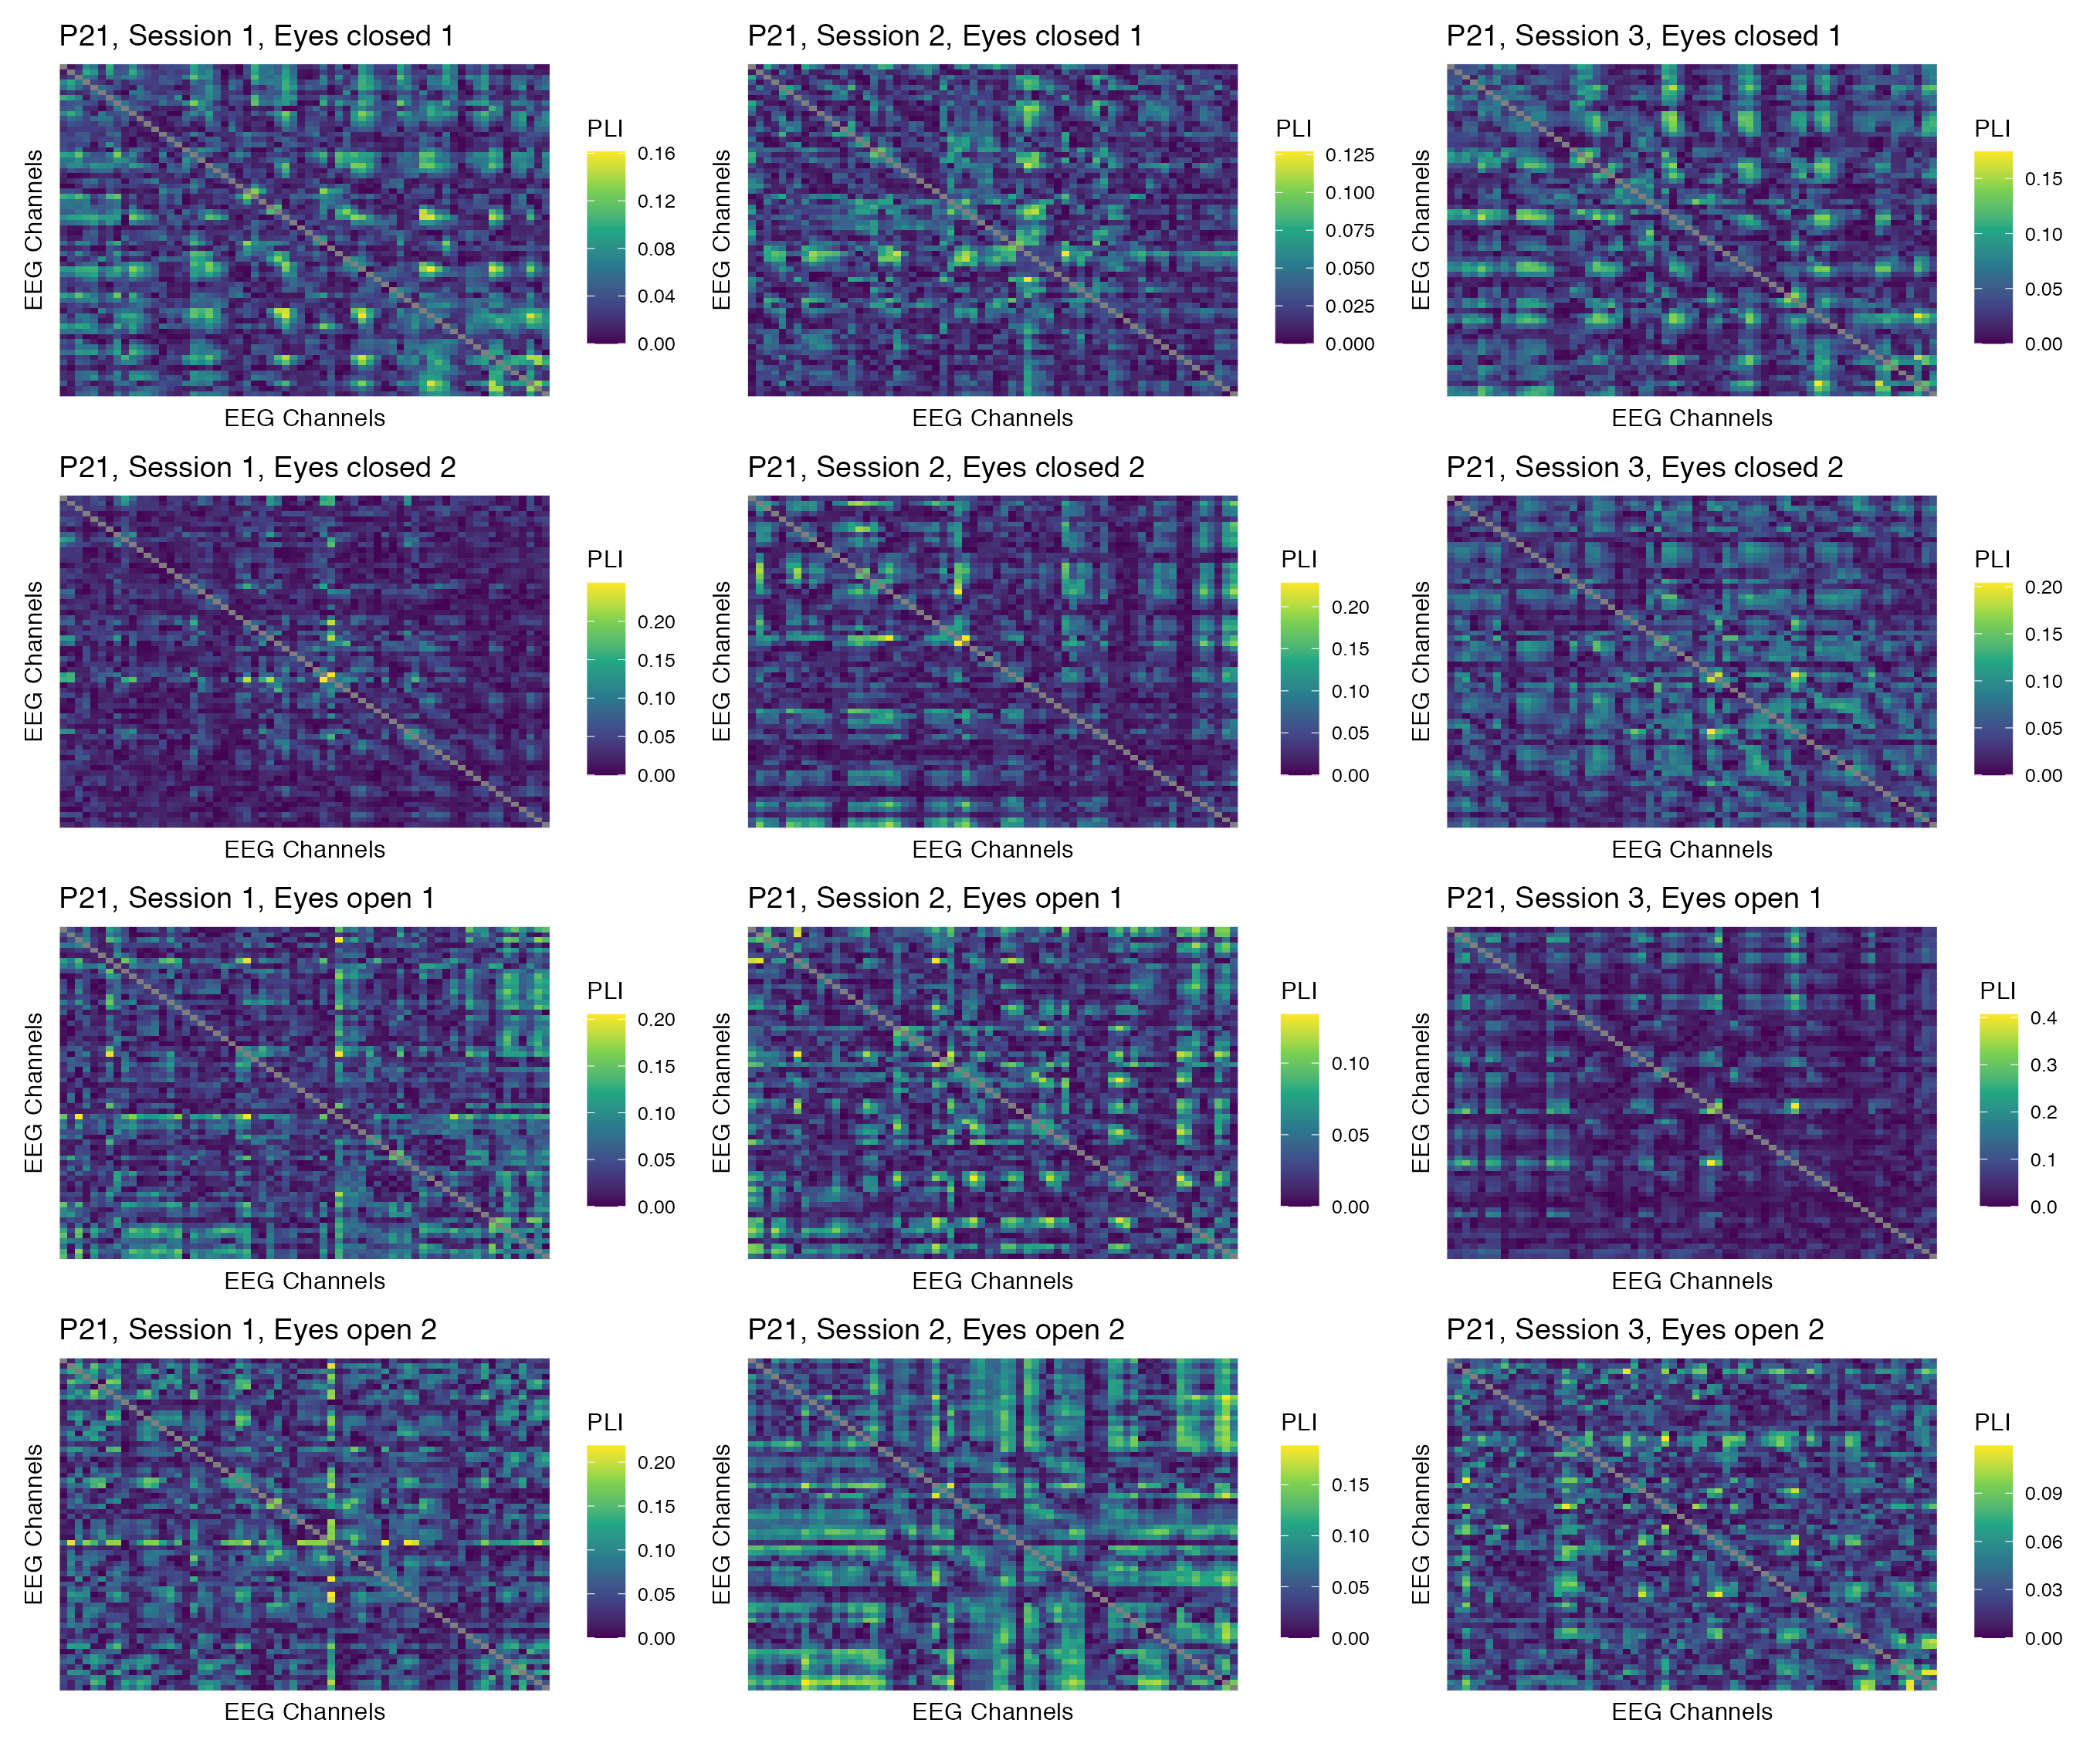 P21, Session 1, Eyes closed 1
EEG Channels
EEG Channels
PLI
0.16
0.12
0.08
0.04
0.00
P21, Session 2, Eyes closed 1
EEG Channels
EEG Channels
PLI
0.125
0.100
0.075
0.050
0.025
0.000
P21, Session 3, Eyes closed 1
EEG Channels
EEG Channels
PLI
0.15
0.10
0.05
0.00
P21, Session 1, Eyes closed 2
EEG Channels
EEG Channels
PLI
0.20
0.15
0.10
0.05
0.00
P21, Session 2, Eyes closed 2
EEG Channels
EEG Channels
PLI
0.20
0.15
0.10
0.05
0.00
P21, Session 3, Eyes closed 2
EEG Channels
EEG Channels
PLI
0.20
0.15
0.10
0.05
0.00
P21, Session 1, Eyes open 1
EEG Channels
EEG Channels
PLI
0.20
0.15
0.10
0.05
0.00
P21, Session 2, Eyes open 1
EEG Channels
EEG Channels
PLI
0.10
0.05
0.00
P21, Session 3, Eyes open 1
EEG Channels
EEG Channels
PLI
0.4
0.3
0.2
0.1
0.0
P21, Session 1, Eyes open 2
EEG Channels
EEG Channels
PLI
0.20
0.15
0.10
0.05
0.00
P21, Session 2, Eyes open 2
EEG Channels
EEG Channels
PLI
0.15
0.10
0.05
0.00
P21, Session 3, Eyes open 2
EEG Channels
EEG Channels
PLI
0.09
0.06
0.03
0.00